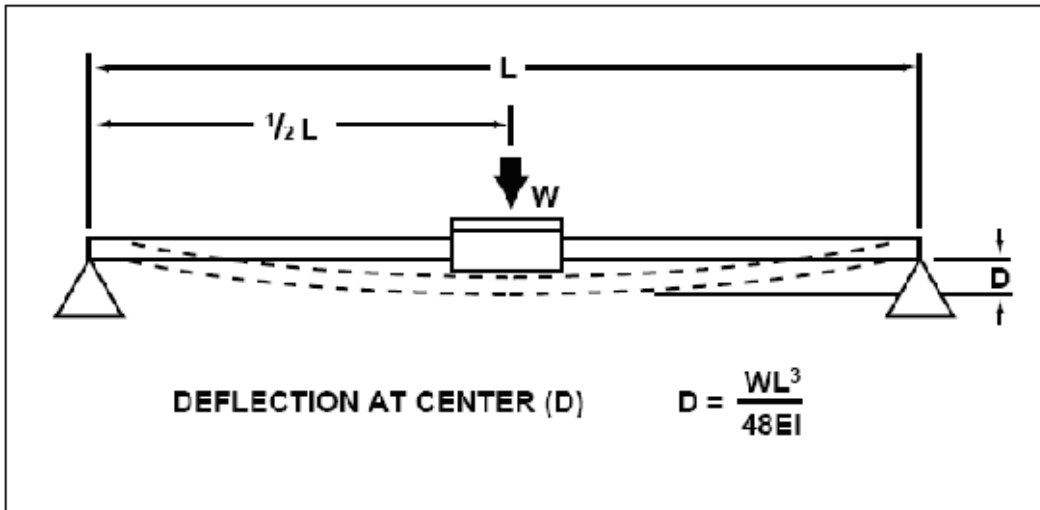 L
1/2 L
W
D
DEFLECTION AT CENTER (D) D = WL³ / 48EI